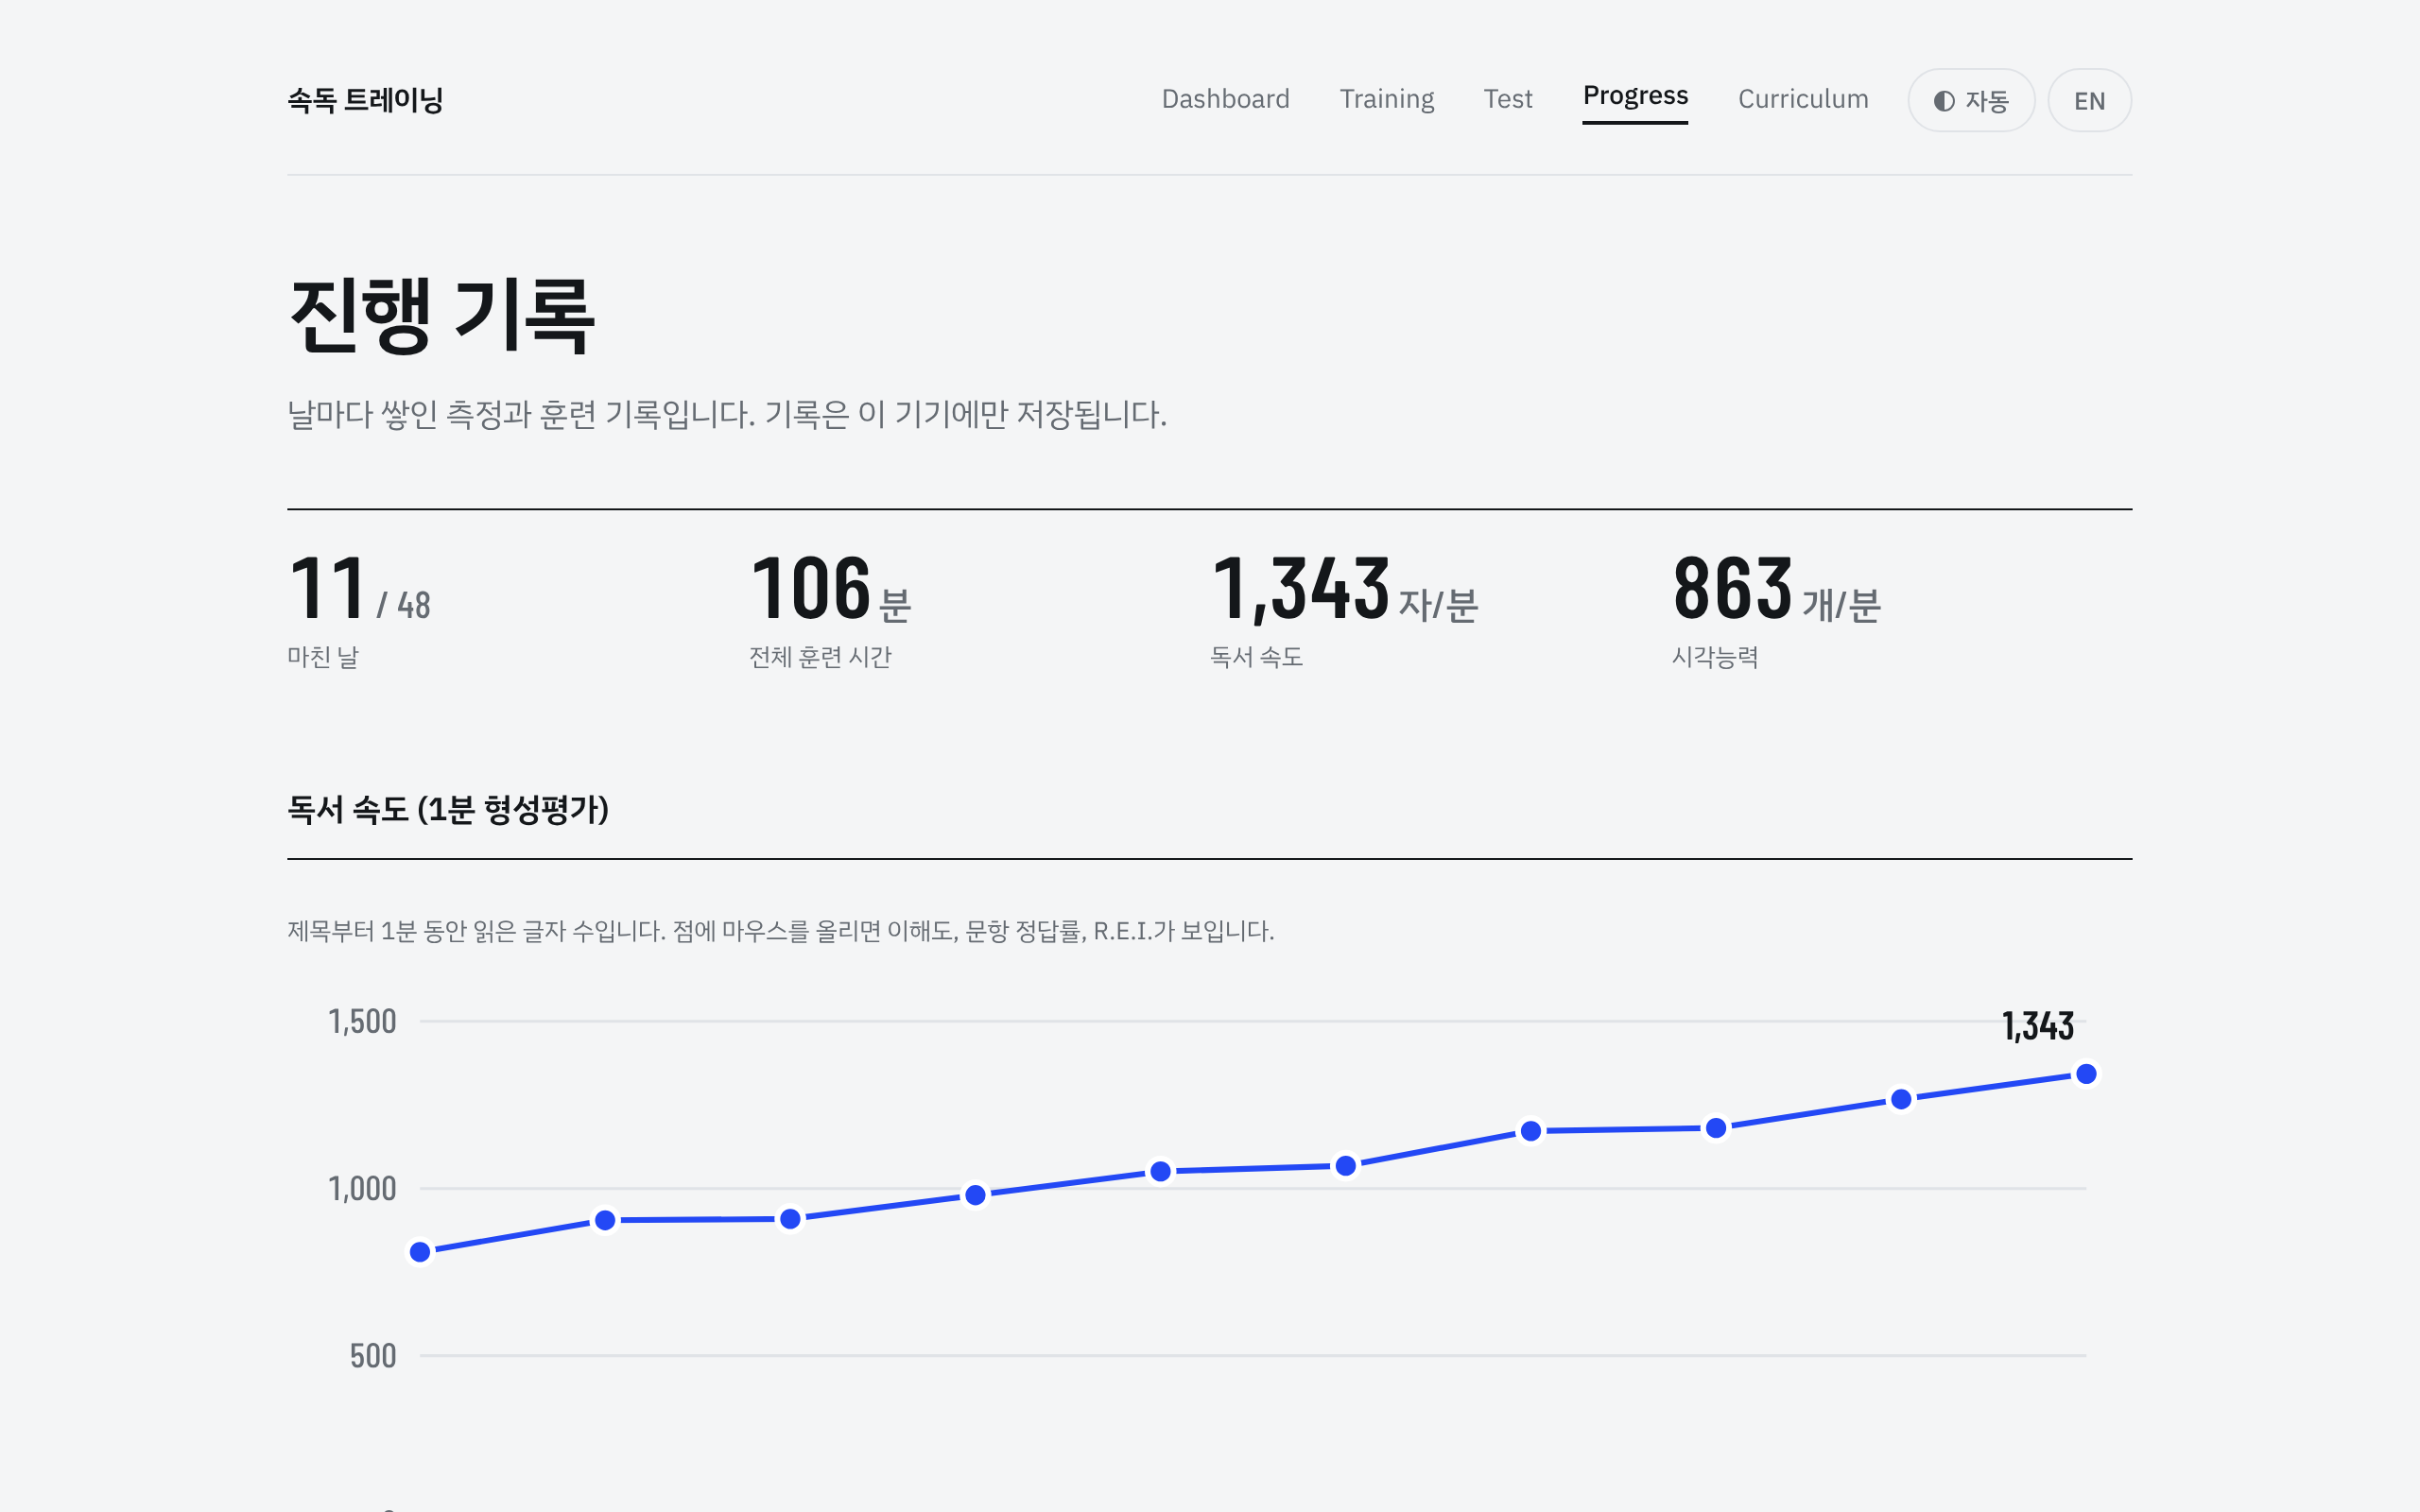 속독 트레이닝
Dashboard Training Test Progress Curriculum 자동 EN
진행 기록
날마다 쌓인 측정과 훈련 기록입니다. 기록은 이 기기에만 저장됩니다.
11 / 48
마친 날
106 분
전체 훈련 시간
1,343 자/분
독서 속도
863 개/분
시각능력
독서 속도 (1분 형성평가)
제목부터 1분 동안 읽은 글자 수입니다. 점에 마우스를 올리면 이해도, 문항 정답률, R.E.I.가 보입니다.
1,500
1,343
1,000
500